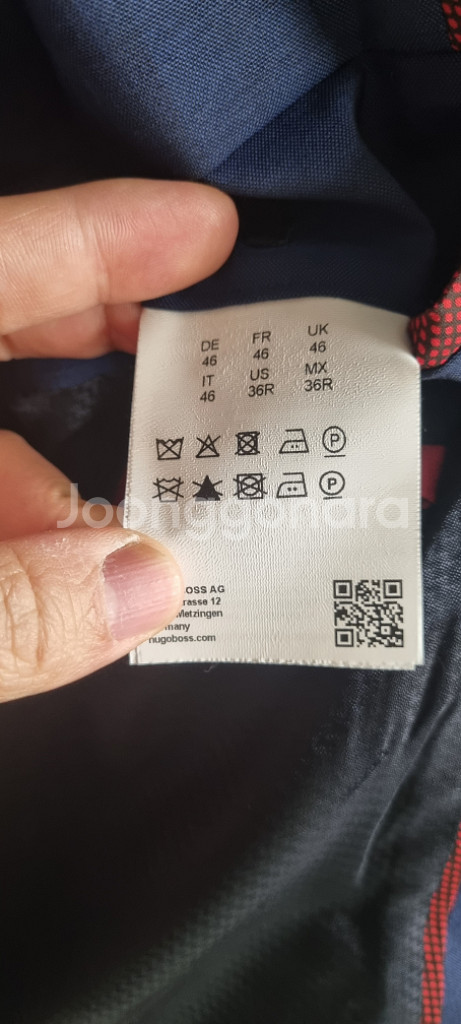 DE FR UK
46 46 46
IT US MX
46 36R 36R
P
P
Joonggonara
OSS AG
rasse 12
Metzingen
many
hugoboss.com